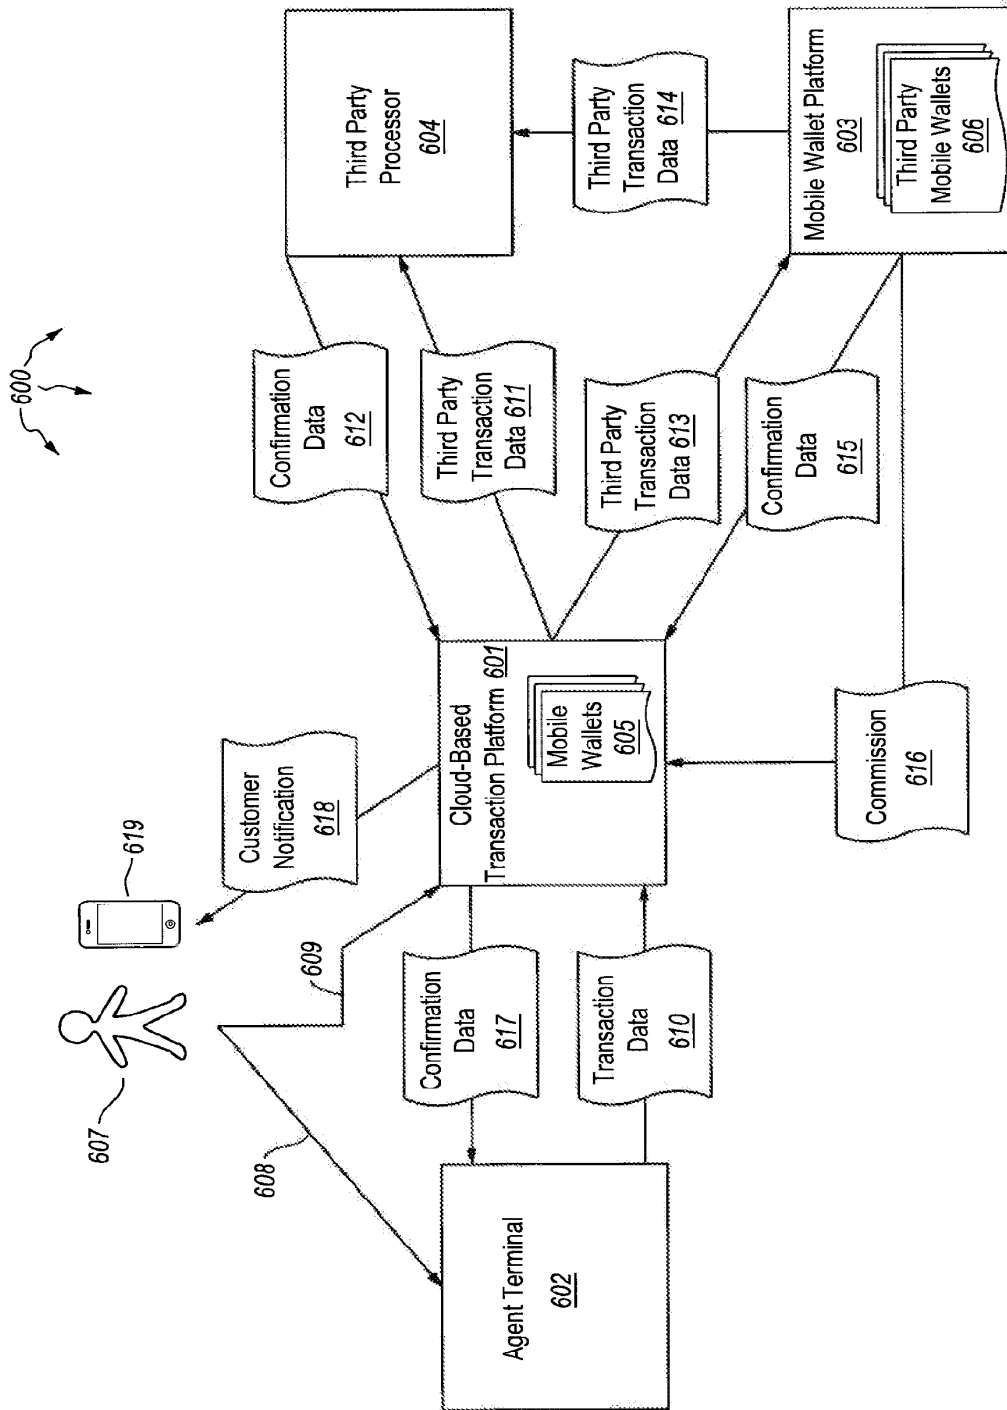 600
607
619
608
609
Customer
Notification
618
Confirmation
Data
612
Third Party
Processor
604
Third Party
Transaction
Data 611
Agent Terminal
602
Confirmation
Data
617
Transaction
Data
610
Cloud-Based
Transaction Platform 601
Mobile
Wallets
605
Third Party
Transaction
Data 613
Third Party
Transaction
Data 614
Confirmation
Data
615
Commission
616
Mobile Wallet Platform
603
Third Party
Mobile Wallets
606